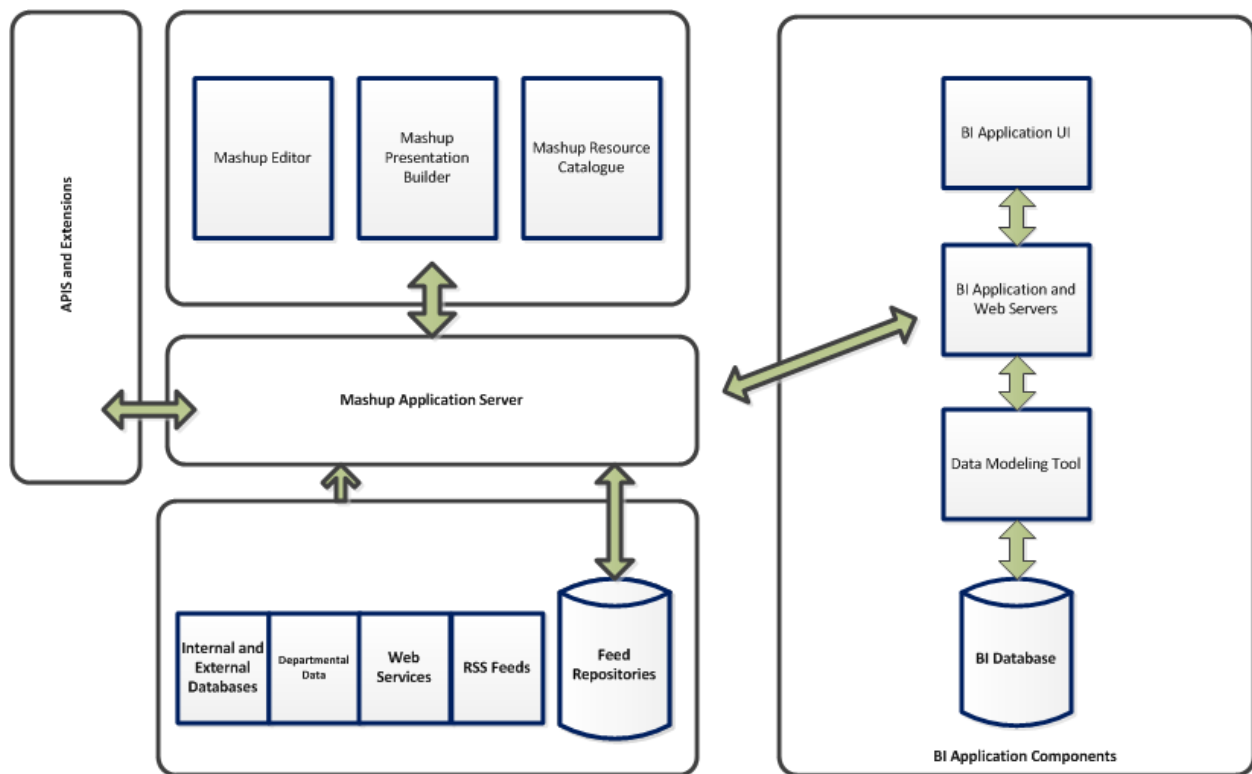 APIS and Extensions
Mashup Editor
Mashup
Presentation
Builder
Mashup Resource
Catalogue
Mashup Application Server
Internal and
External
Databases
Departmental
Data
Web
Services
RSS Feeds
Feed
Repositories
BI Application UI
BI Application and
Web Servers
Data Modeling Tool
BI Database
BI Application Components